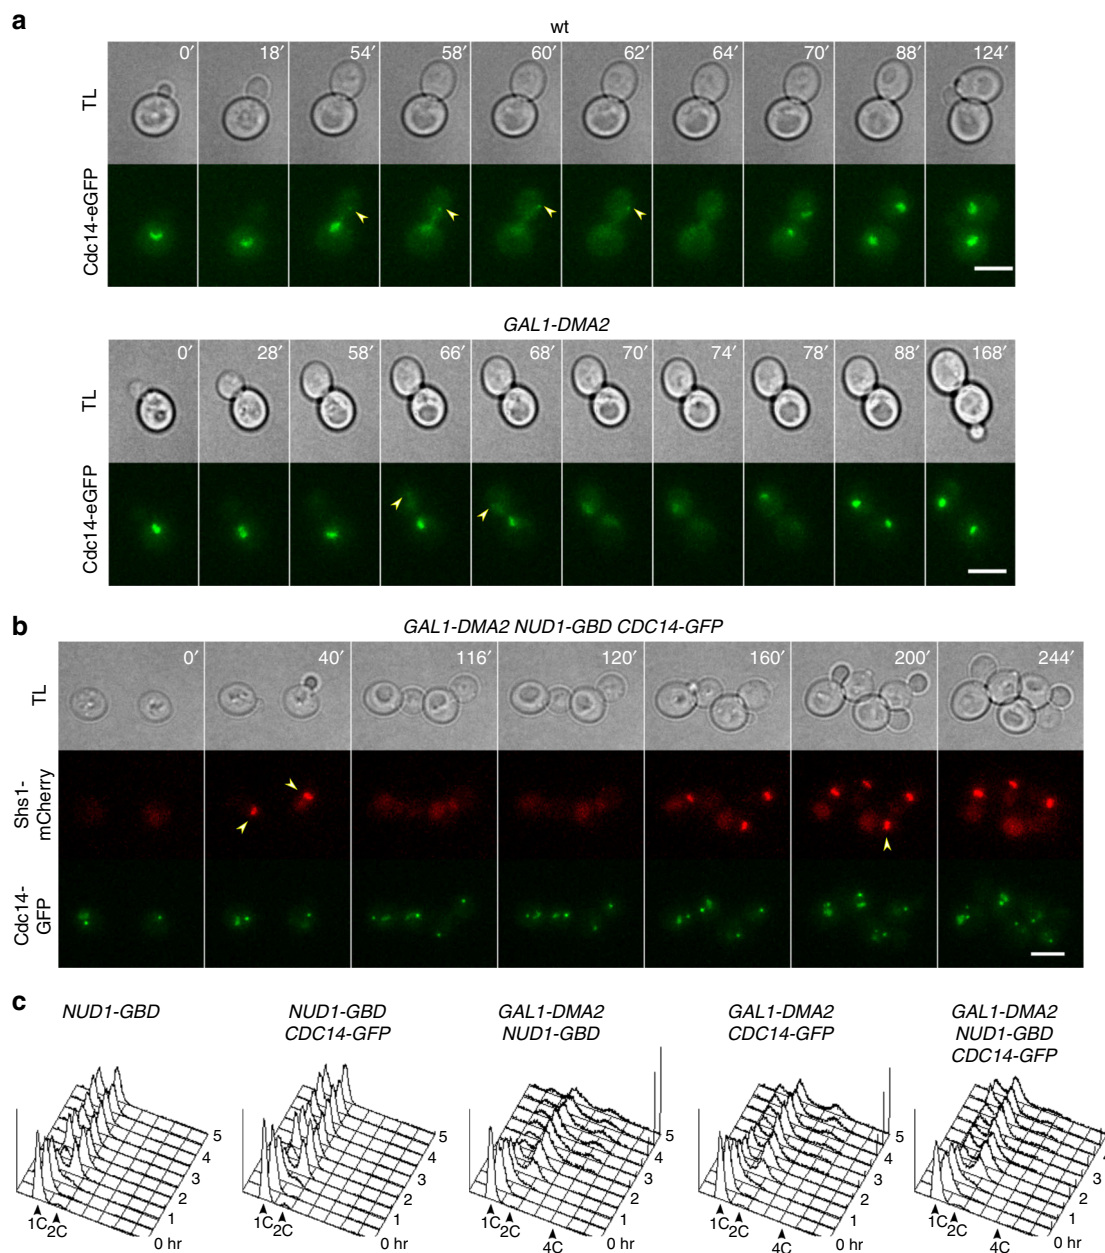 a
wt
TL
0′ 18′ 54′ 58′ 60′ 62′ 64′ 70′ 88′ 124′
Cdc14-eGFP
GAL1-DMA2
TL
0′ 28′ 58′ 66′ 68′ 70′ 74′ 78′ 88′ 168′
Cdc14-eGFP
b
GAL1-DMA2 NUD1-GBD CDC14-GFP
TL
0′ 40′ 116′ 120′ 160′ 200′ 244′
Shs1-
mCherry
Cdc14-
GFP
c
NUD1-GBD
1C 2C 0 hr 1 2 3 4 5
NUD1-GBD
CDC14-GFP
1C 2C 0 hr 1 2 3 4 5
GAL1-DMA2
NUD1-GBD
1C 2C 4C 0 hr 1 2 3 4 5
GAL1-DMA2
CDC14-GFP
1C 2C 4C 0 hr 1 2 3 4 5
GAL1-DMA2
NUD1-GBD
CDC14-GFP
1C 2C 4C 0 hr 1 2 3 4 5